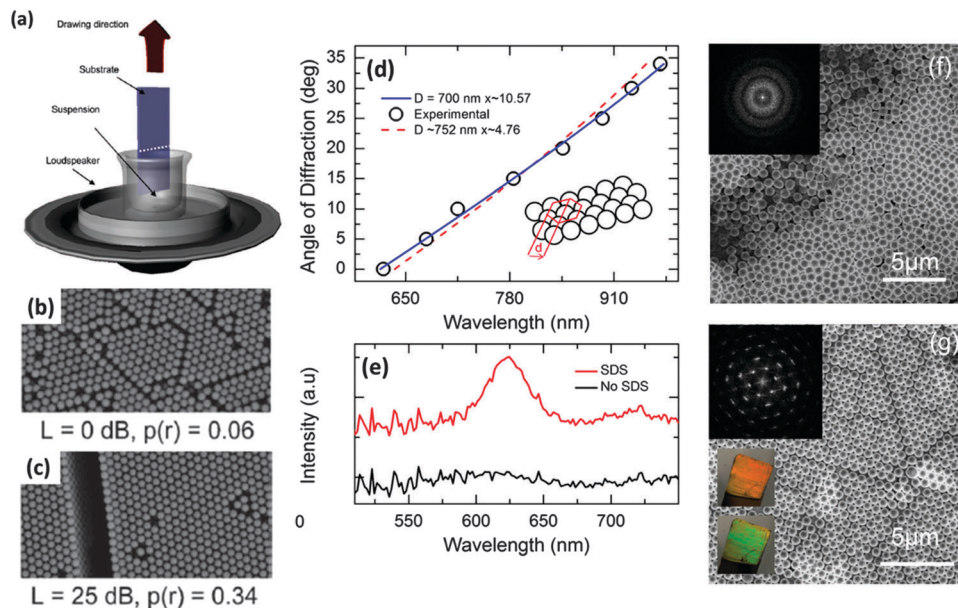 (a)
Drawing direction
Substrate
Suspension
Loudspeaker
(b)
L = 0 dB, p(r) = 0.06
(c)
L = 25 dB, p(r) = 0.34
(d)
Angle of Diffraction (deg)
35
30
25
20
15
10
5
0
D = 700 nm x~10.57
Experimental
D ~752 nm x~4.76
d
650 780 910
Wavelength (nm)
(e)
Intensity (a.u)
SDS
No SDS
0
550 600 650 700
Wavelength (nm)
(f)
5μm
(g)
5μm